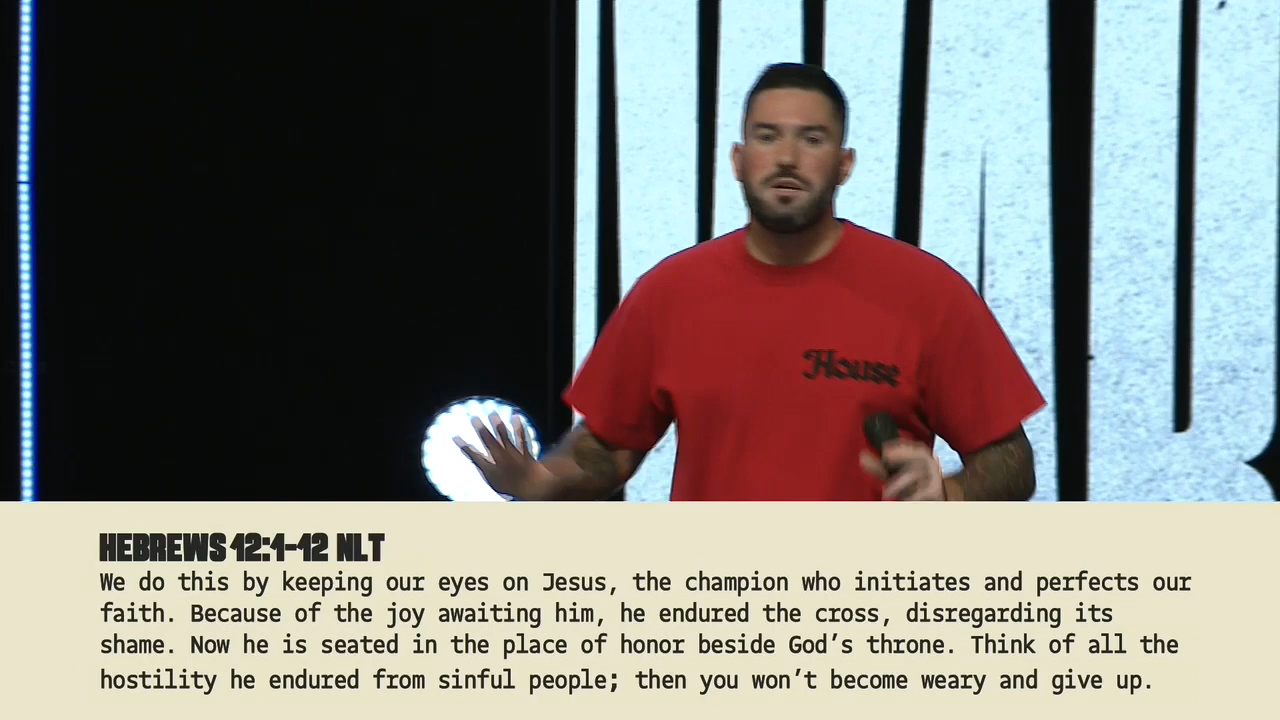 House
HEBREWS 12:1-12 NLT
We do this by keeping our eyes on Jesus, the champion who initiates and perfects our
faith. Because of the joy awaiting him, he endured the cross, disregarding its
shame. Now he is seated in the place of honor beside God's throne. Think of all the
hostility he endured from sinful people; then you won't become weary and give up.